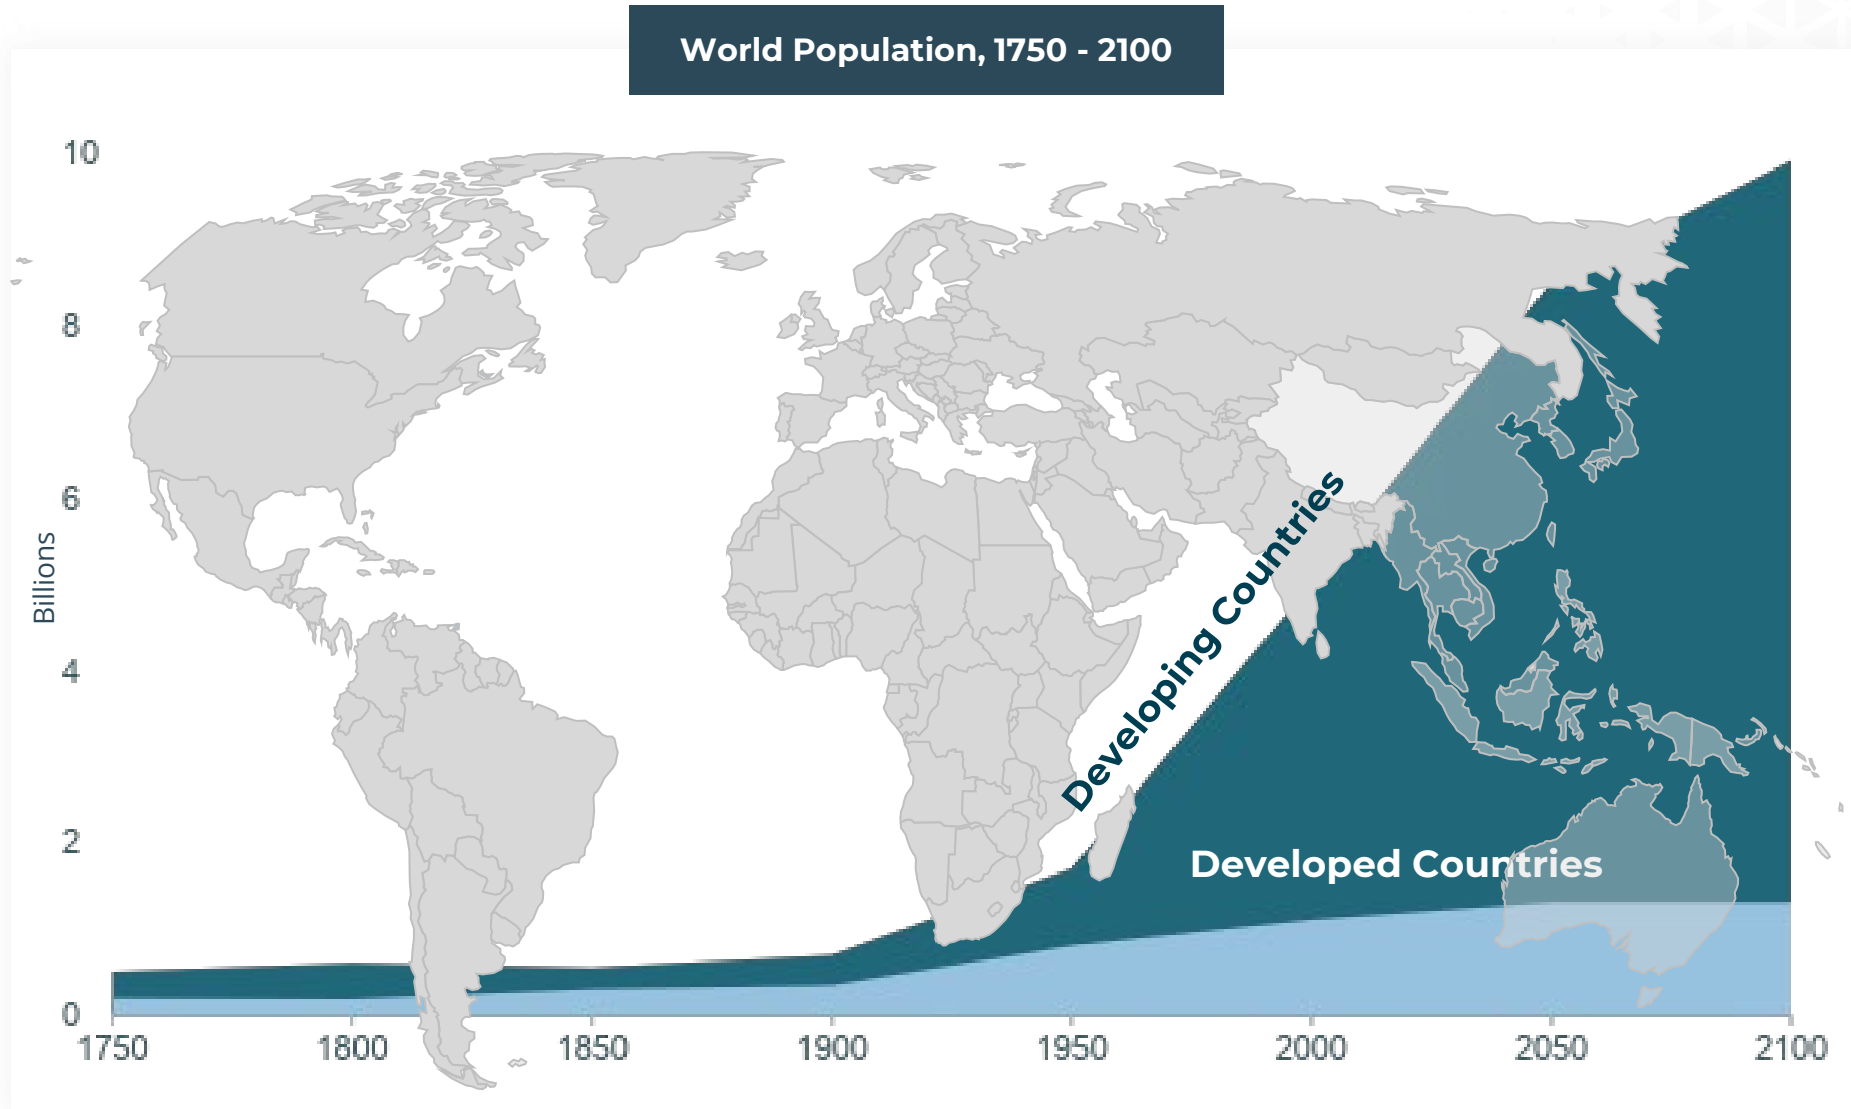 World Population, 1750 - 2100
10
8
6
4
2
0
Billions
Developing Countries
Developed Countries
1750 1800 1850 1900 1950 2000 2050 2100